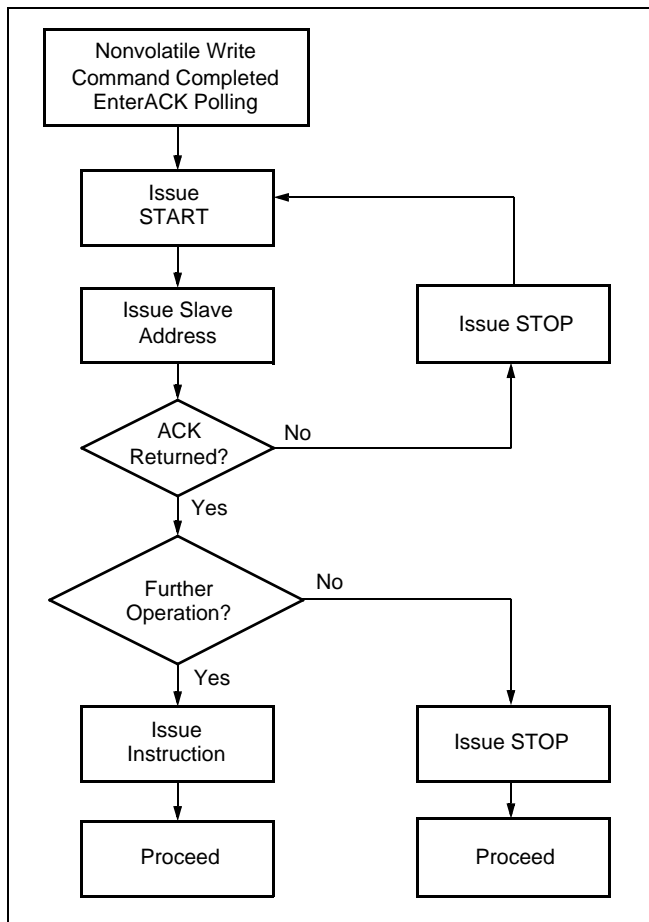 Nonvolatile Write
Command Completed
EnterACK Polling
Issue
START
Issue Slave
Address
Issue STOP
ACK
Returned?
No
Yes
Further
Operation?
No
Yes
Issue
Instruction
Issue STOP
Proceed
Proceed